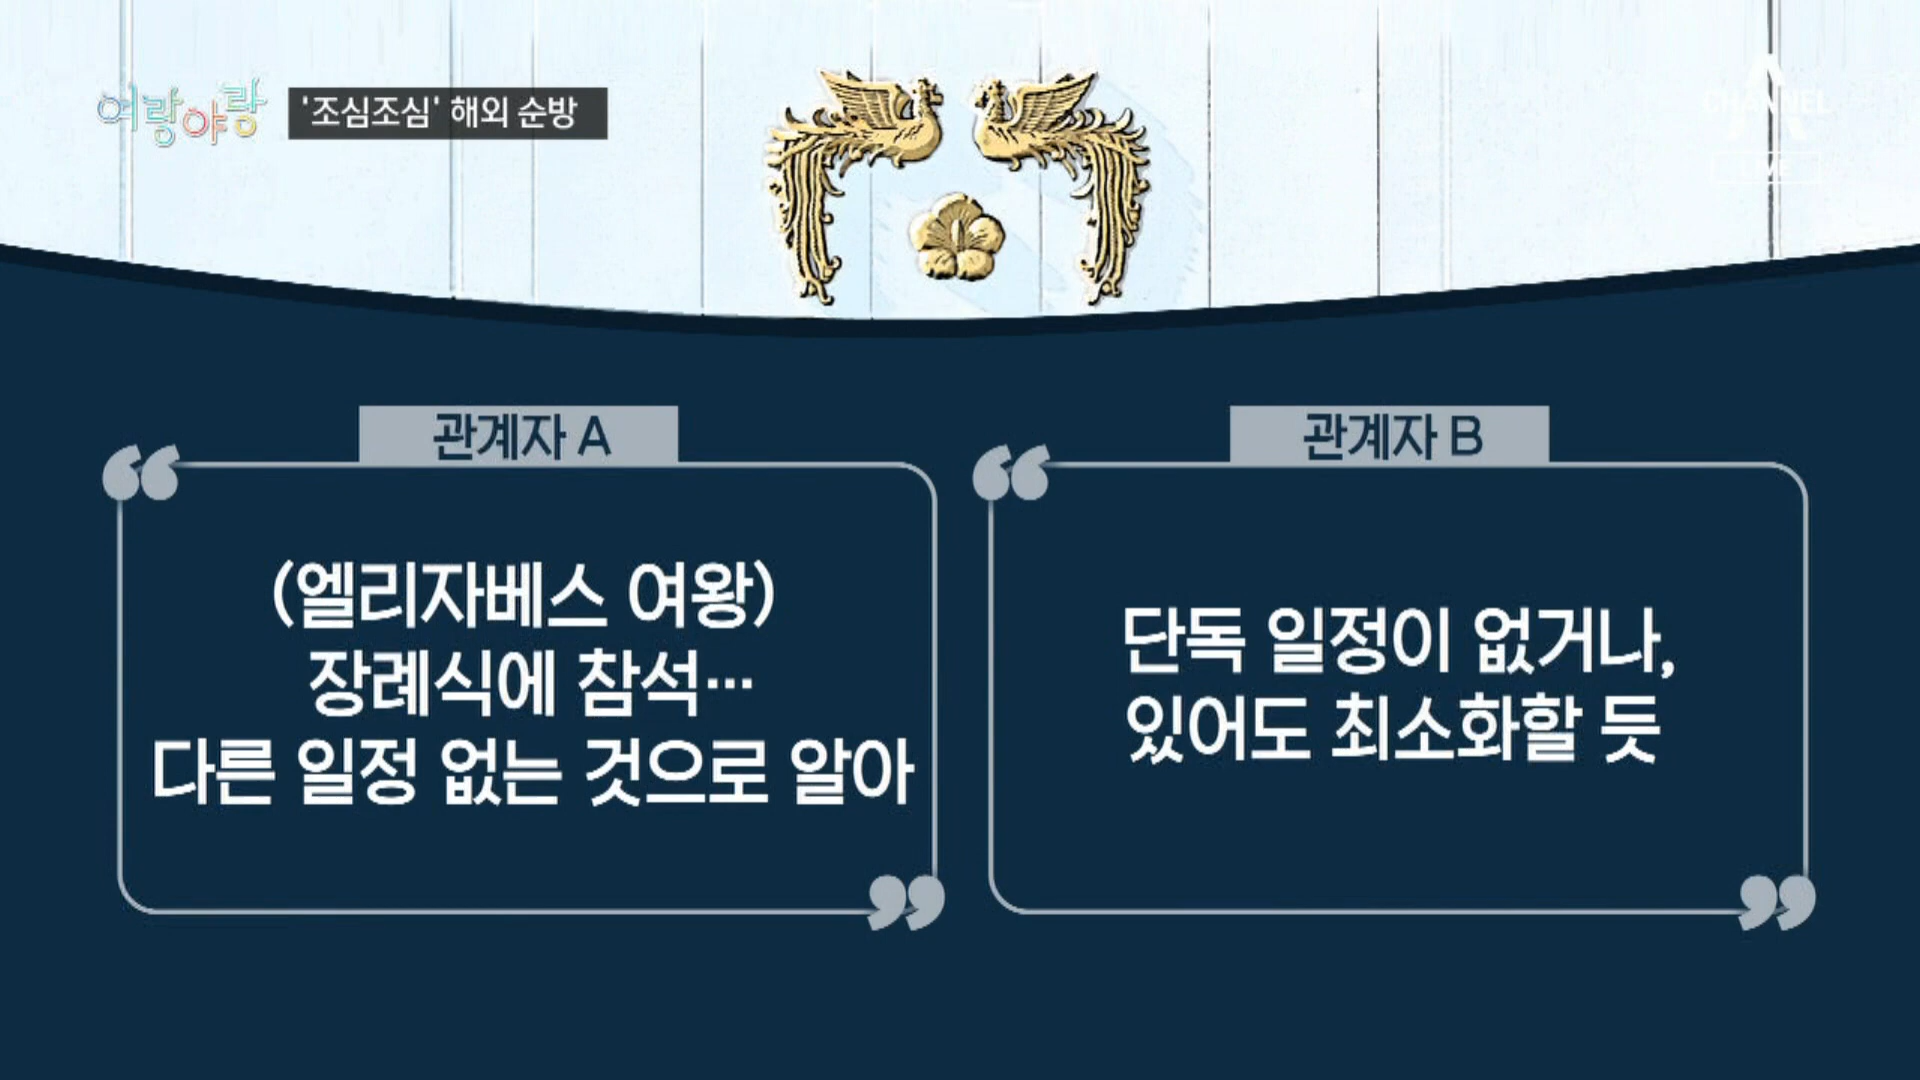 여랑야랑
'조심조심' 해외 순방
CHANNEL
관계자 A
(엘리자베스 여왕)
장례식에 참석…
다른 일정 없는 것으로 알아
관계자 B
단독 일정이 없거나,
있어도 최소화할 듯